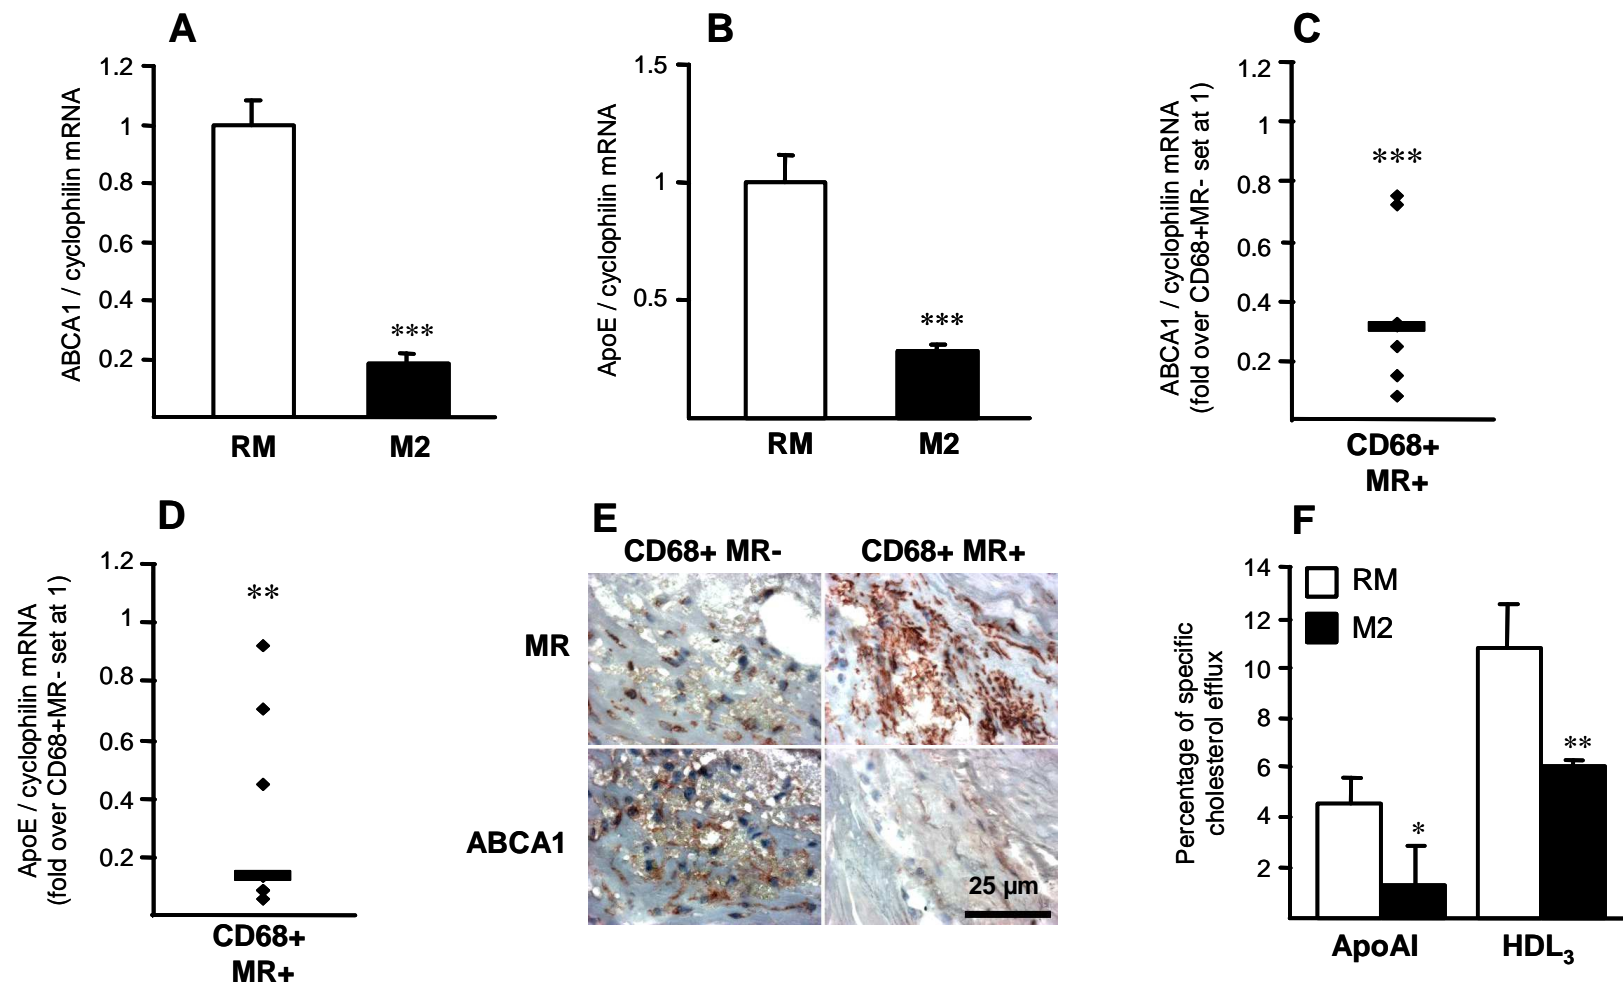 A
ABCA1 / cyclophilin mRNA
1.2
1
0.8
0.6
0.4
0.2
***
RM
M2
B
ApoE / cyclophilin mRNA
1.5
1
0.5
***
RM
M2
C
ABCA1 / cyclophilin mRNA
(fold over CD68+MR- set at 1)
1.2
1
0.8
0.6
0.4
0.2
***
CD68+
MR+
D
ApoE / cyclophilin mRNA
(fold over CD68+MR- set at 1)
1.2
1
0.8
0.6
0.4
0.2
**
CD68+
MR+
E
CD68+ MR-
CD68+ MR+
MR
ABCA1
25 µm
F
Percentage of specific
cholesterol efflux
14
12
10
8
6
4
2
RM
M2
*
**
ApoAI
HDL3